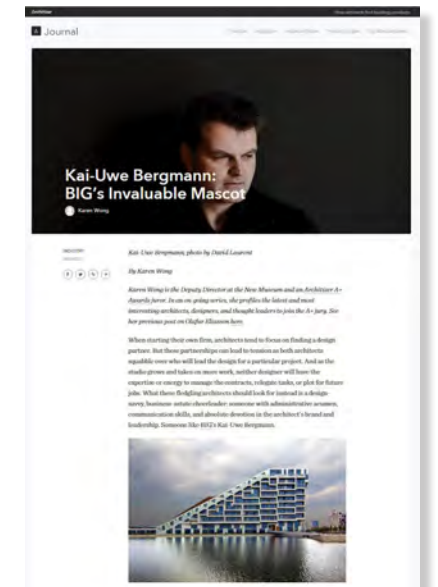 Journal
Kai-Uwe Bergmann:
BIG's Invaluable Mascot
Karen Wong
Kai-Uwe Bergmann, photo by David Laurent
By Karen Wong
Karen Wong is the Deputy Director at the New Museum and an Architizer A+
Awards juror. In an on-going series, she profiles the latest and most
interesting architects, designers, and thought leaders to join the A+ jury. See
her previous post on Olafur Eliasson here.
When starting their own firm, architects tend to focus on finding a design
partner. But these partnerships can lead to tension as both architects
squabble over who will lead the design for a particular project. And as the
studio grows and takes on more work, neither designer will have the
expertise or energy to manage the contracts, relegate tasks, or plot for future
jobs. What these fledgling architects should look for instead is a design-
savvy, business-astute cheerleader: someone with administrative acumen,
communication skills, and absolute devotion in the architect's brand and
leadership. Someone like BIG's Kai-Uwe Bergmann.